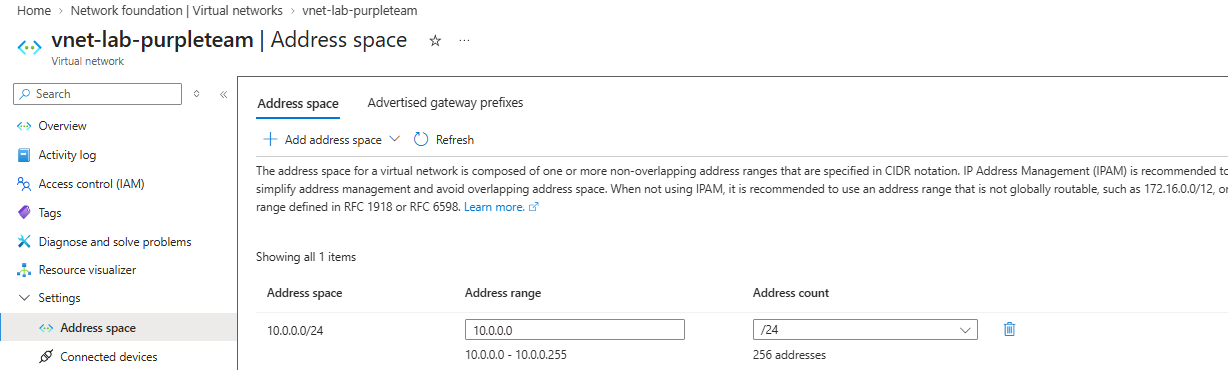 Home > Network foundation | Virtual networks > vnet-lab-purpleteam
vnet-lab-purpleteam | Address space
Virtual network
Search
Overview
Activity log
Access control (IAM)
Tags
Diagnose and solve problems
Resource visualizer
Settings
Address space
Connected devices
Address space Advertised gateway prefixes
Add address space Refresh
The address space for a virtual network is composed of one or more non-overlapping address ranges that are specified in CIDR notation. IP Address Management (IPAM) is recommended to
simplify address management and avoid overlapping address space. When not using IPAM, it is recommended to use an address range that is not globally routable, such as 172.16.0.0/12, or
range defined in RFC 1918 or RFC 6598. Learn more.
Showing all 1 items
Address space Address range Address count
10.0.0.0/24 10.0.0.0 /24
10.0.0.0 - 10.0.0.255 256 addresses